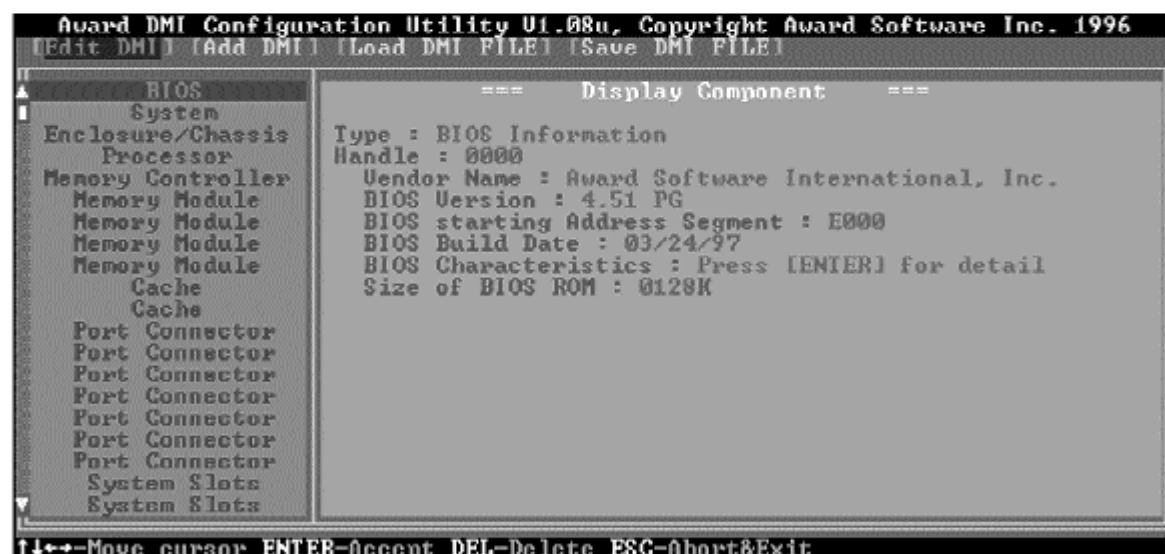 Award DMI Configuration Utility V1.08u, Copyright Award Software Inc. 1996
[Edit DMI] [Add DMI] [Load DMI FILE] [Save DMI FILE]
BIOS
System
Enclosure/Chassis
Processor
Memory Controller
Memory Module
Memory Module
Memory Module
Memory Module
Cache
Cache
Port Connector
Port Connector
Port Connector
Port Connector
Port Connector
Port Connector
Port Connector
System Slots
System Slots
=== Display Component ===
Type : BIOS Information
Handle : 0000
Vendor Name : Award Software International, Inc.
BIOS Version : 4.51 PG
BIOS starting Address Segment : E000
BIOS Build Date : 03/24/97
BIOS Characteristics : Press [ENTER] for detail
Size of BIOS ROM : 0128K
↑↓←→-Move cursor ENTER-Accept DEL-Delete ESC-Abort&Exit